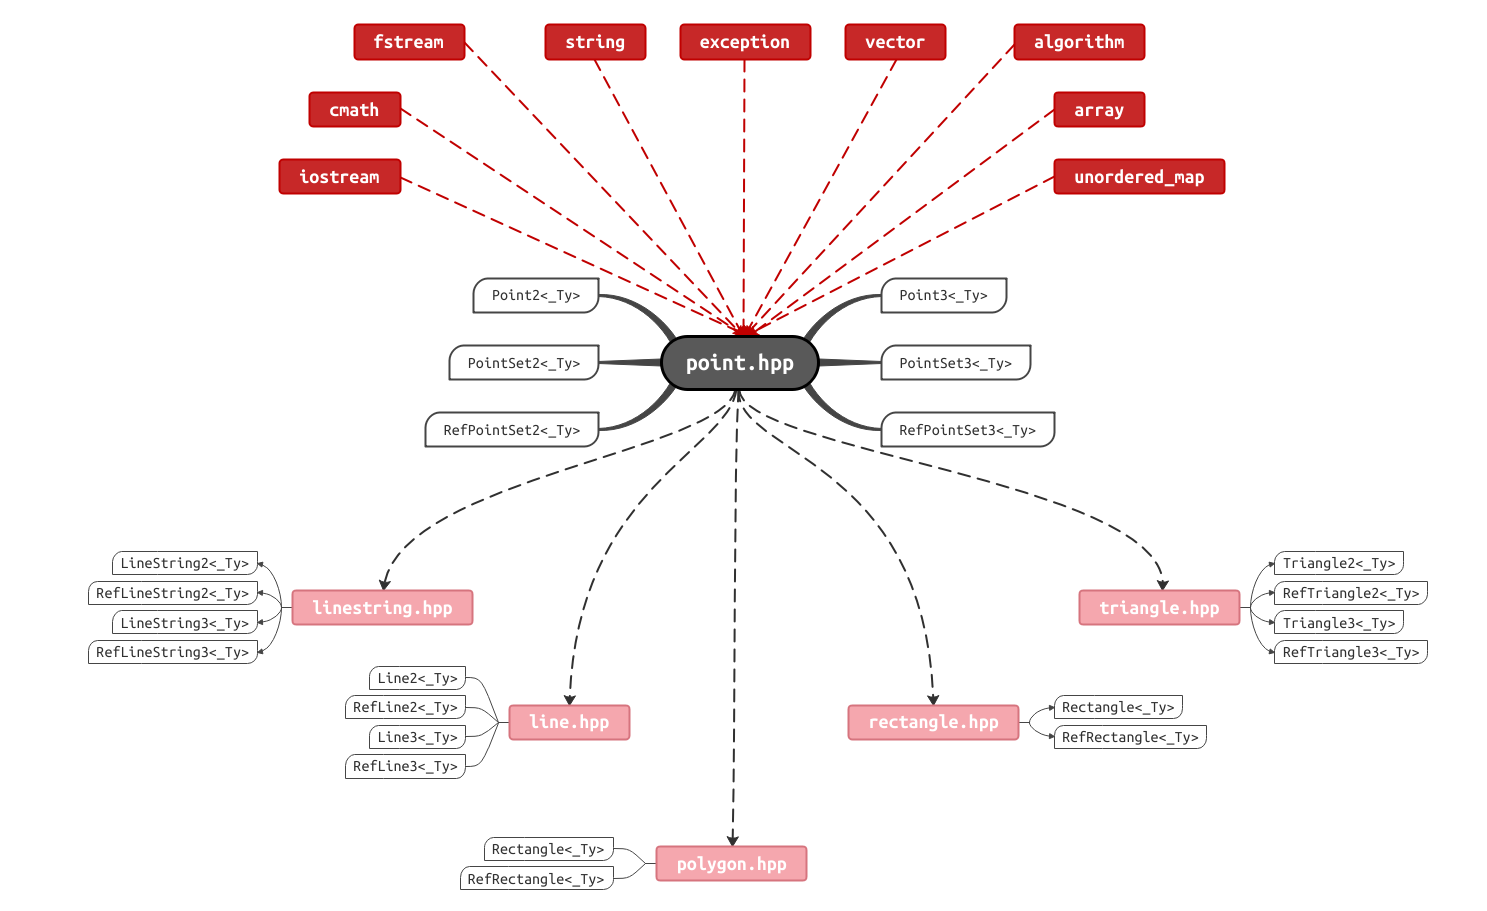 fstream
string
exception
vector
algorithm
cmath
array
iostream
unordered_map
Point2<_Ty>
Point3<_Ty>
PointSet2<_Ty>
point.hpp
PointSet3<_Ty>
RefPointSet2<_Ty>
RefPointSet3<_Ty>
LineString2<_Ty>
RefLineString2<_Ty>
LineString3<_Ty>
RefLineString3<_Ty>
linestring.hpp
triangle.hpp
Triangle2<_Ty>
RefTriangle2<_Ty>
Triangle3<_Ty>
RefTriangle3<_Ty>
Line2<_Ty>
RefLine2<_Ty>
Line3<_Ty>
RefLine3<_Ty>
line.hpp
rectangle.hpp
Rectangle<_Ty>
RefRectangle<_Ty>
Rectangle<_Ty>
RefRectangle<_Ty>
polygon.hpp